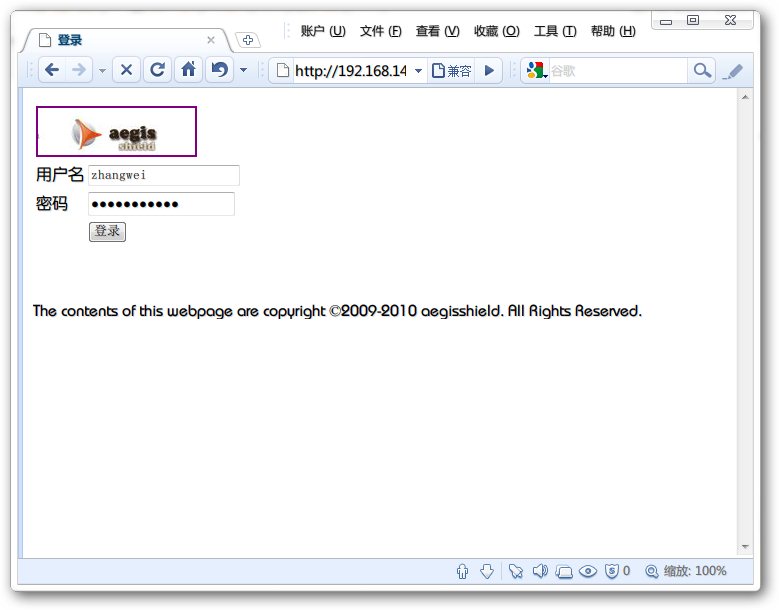 账户 (U) 文件 (F) 查看 (V) 收藏 (O) 工具 (T) 帮助 (H)
登录
http://192.168.14 兼容 谷歌
aegis
shield
用户名 zhangwei
密码 •••••••••••
登录
The contents of this webpage are copyright ©2009-2010 aegisshield. All Rights Reserved.
0 缩放: 100%